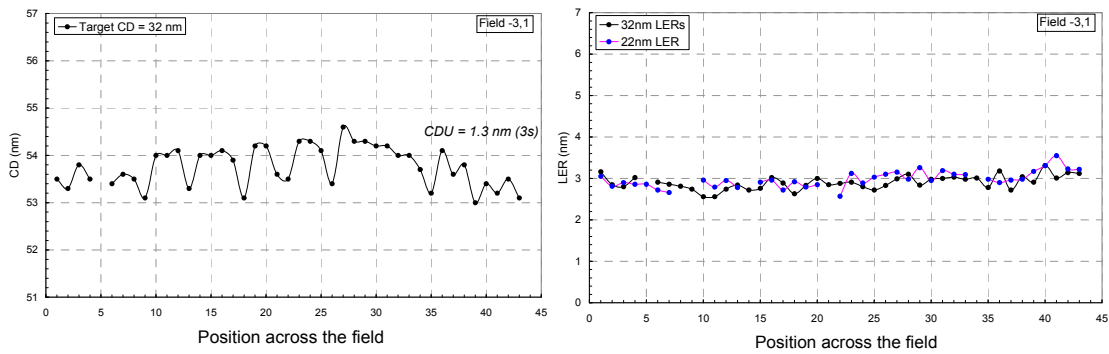 57
56
55
54
53
52
51
0 5 10 15 20 25 30 35 40 45
CD (nm)
Position across the field
Target CD = 32 nm
Field -3,1
CDU = 1.3 nm (3s)
7
6
5
4
3
2
1
0
0 5 10 15 20 25 30 35 40 45
LER (nm)
Position across the field
32nm LERs
22nm LER
Field -3,1